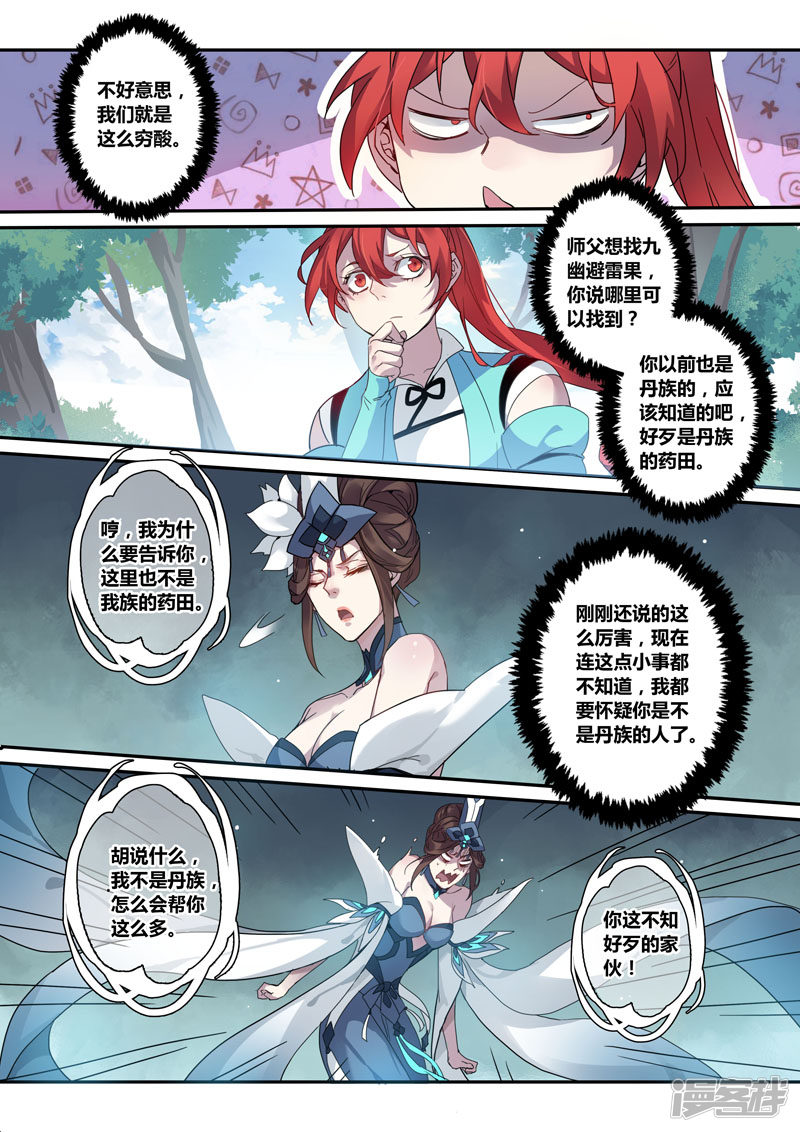 不好意思，
我们就是
这么穷酸。
师父想找九
幽避雷果，
你说哪里可
以找到？
你以前也是
丹族的，应
该知道的吧，
好歹是丹族
的药田。
哼，我为什
么要告诉你，
这里也不是
我族的药田。
刚刚还说的这
么厉害，现在
连这点小事都
不知道，我都
要怀疑你是不
是丹族的人了。
胡说什么，
我不是丹族，
怎么会帮你
这么多。
你这不知
好歹的家
伙！
漫客栈